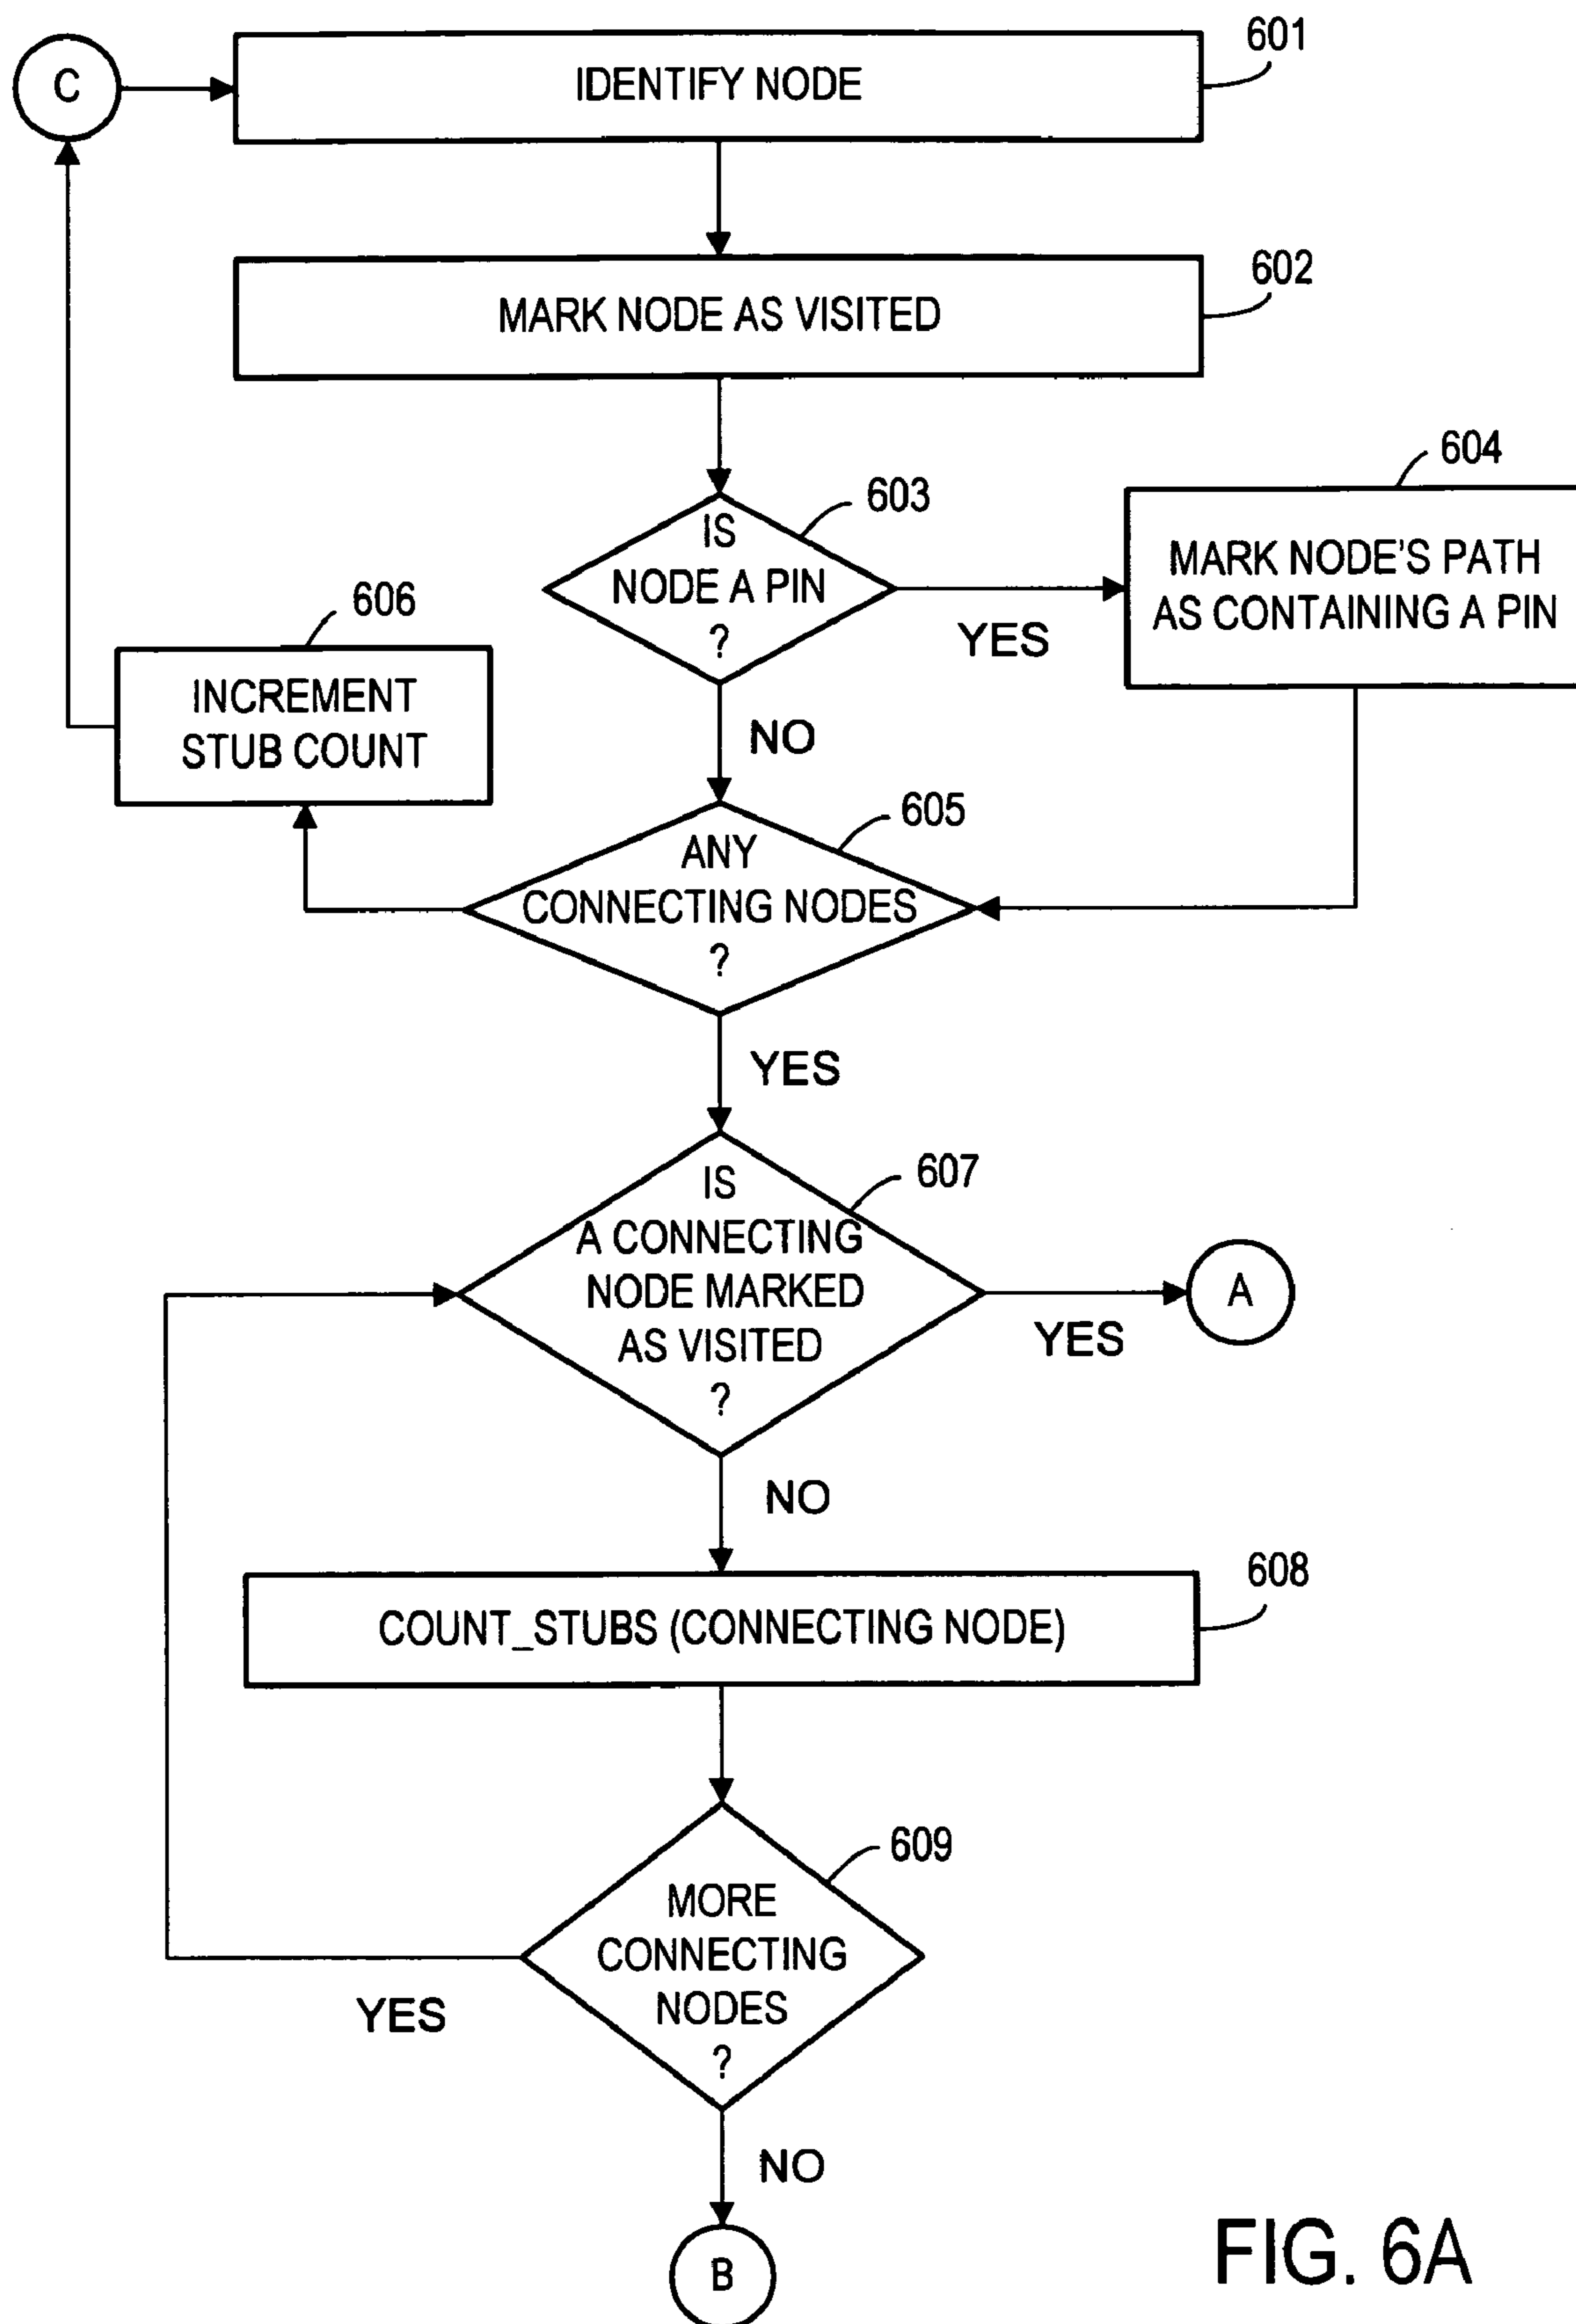 601
C
IDENTIFY NODE
602
MARK NODE AS VISITED
603
IS
NODE A PIN
?
YES
NO
604
MARK NODE'S PATH
AS CONTAINING A PIN
606
INCREMENT
STUB COUNT
605
ANY
CONNECTING NODES
?
YES
607
IS
A CONNECTING
NODE MARKED
AS VISITED
?
YES
A
NO
608
COUNT_STUBS (CONNECTING NODE)
609
MORE
CONNECTING
NODES
?
YES
NO
B
FIG. 6A